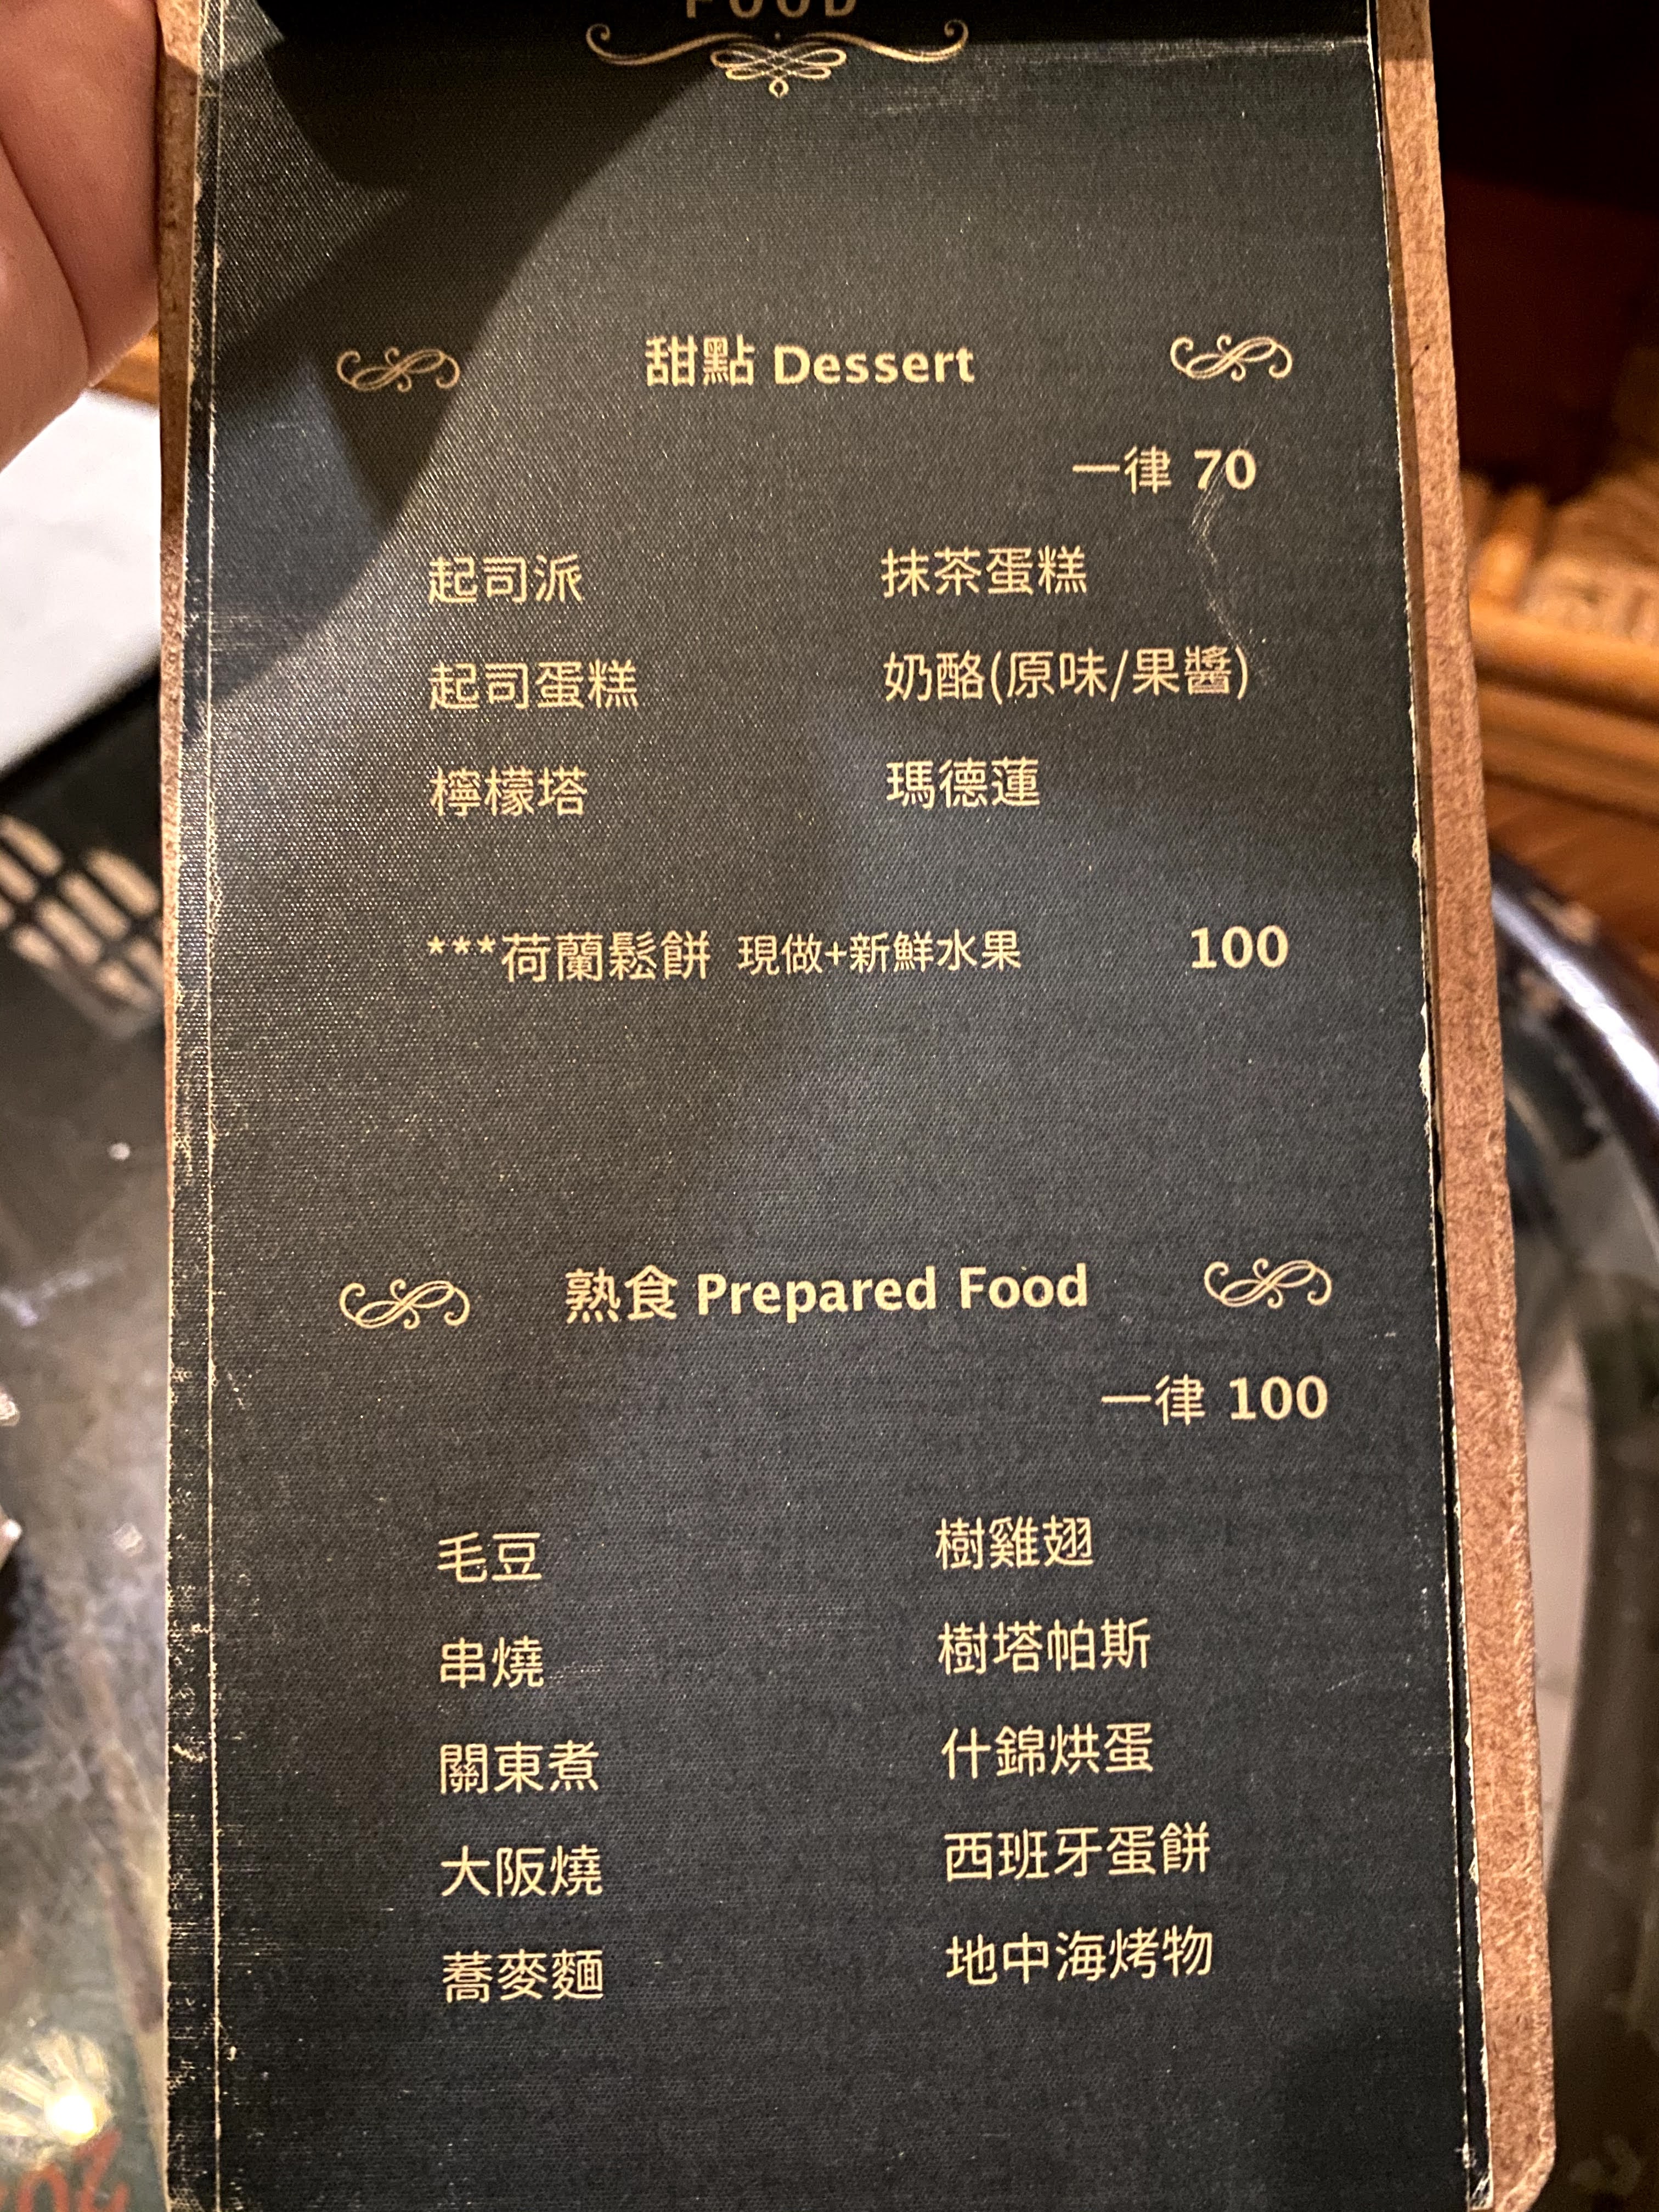 FOOD
甜點 Dessert
一律 70
起司派 抹茶蛋糕
起司蛋糕 奶酪(原味/果醬)
檸檬塔 瑪德蓮
***荷蘭鬆餅 現做+新鮮水果 100
熟食 Prepared Food
一律 100
毛豆 樹雞翅
串燒 樹塔帕斯
關東煮 什錦烘蛋
大阪燒 西班牙蛋餅
蕎麥麵 地中海烤物